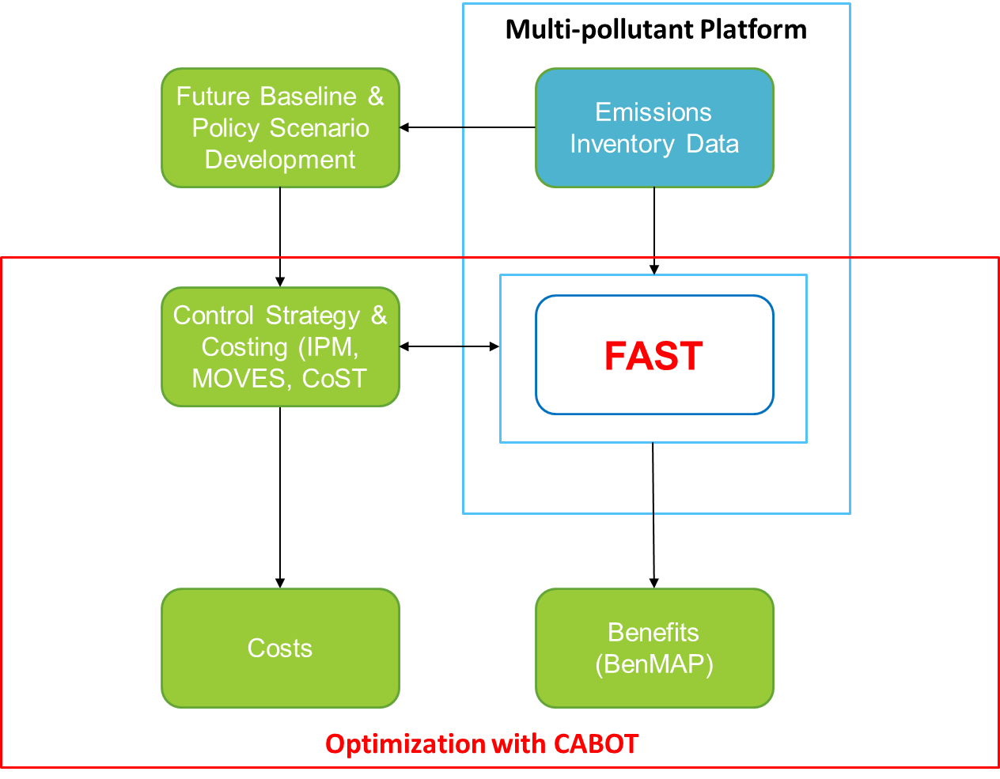 Multi-pollutant Platform
Future Baseline &
Policy Scenario
Development
Emissions
Inventory Data
Control Strategy &
Costing (IPM,
MOVES, CoST
FAST
Costs
Benefits
(BenMAP)
Optimization with CABOT